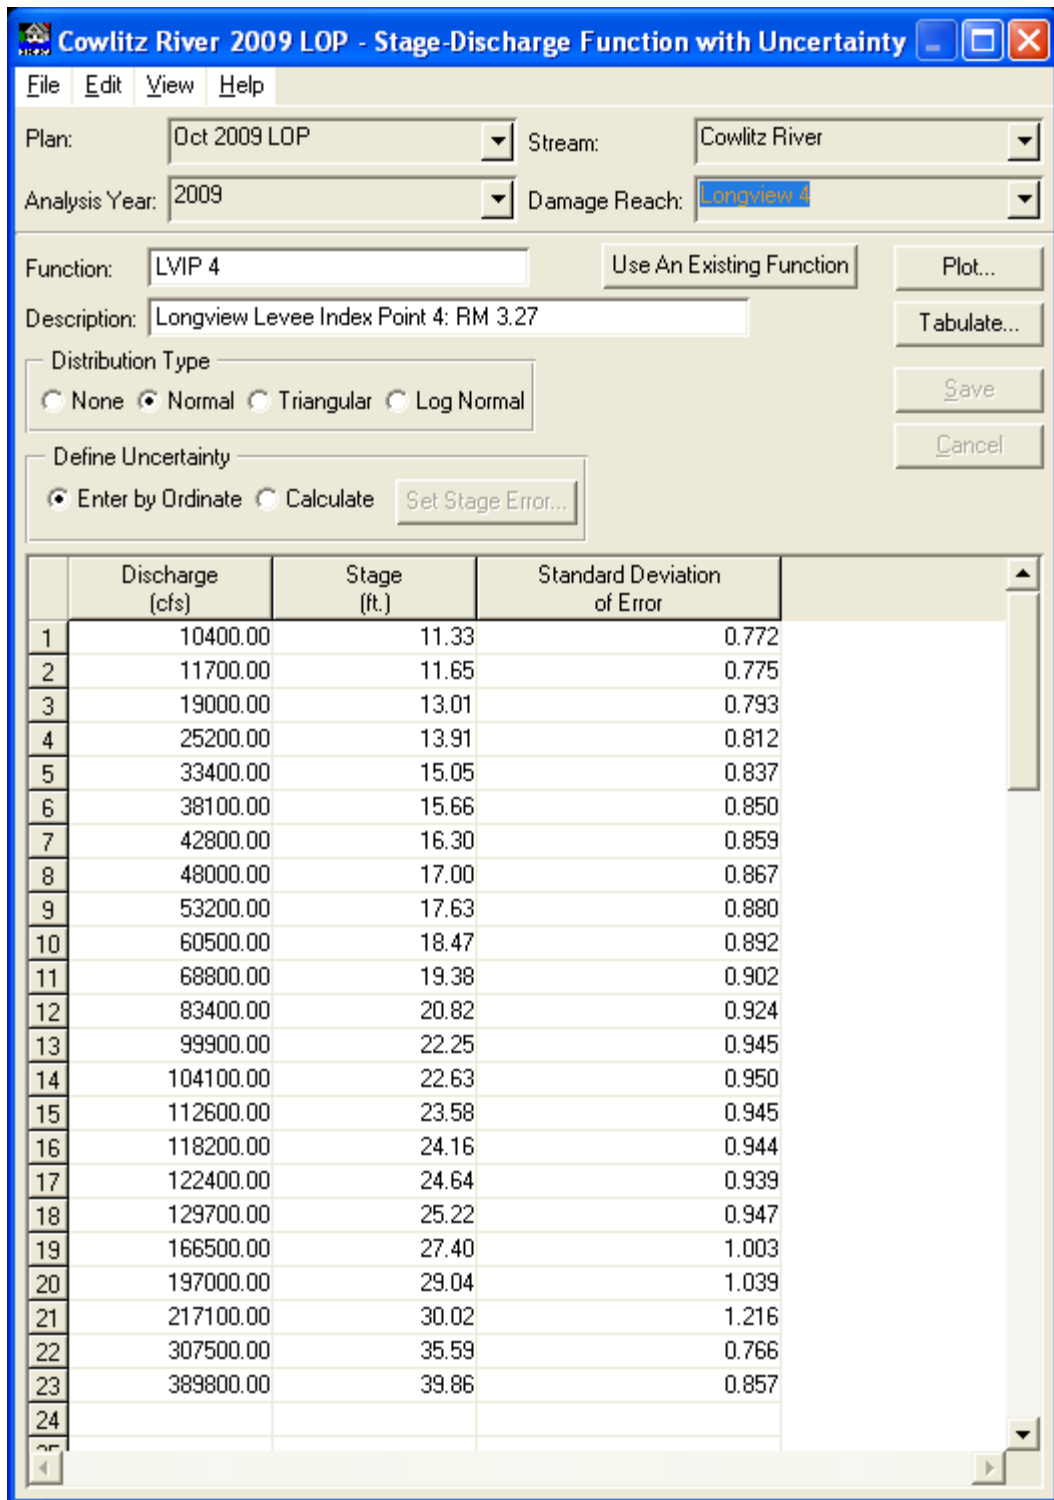 Cowlitz River 2009 LOP - Stage-Discharge Function with Uncertainty
File Edit View Help
Plan: Oct 2009 LOP Stream: Cowlitz River
Analysis Year: 2009 Damage Reach: Longview 4
Function: LVIP 4 Use An Existing Function Plot...
Description: Longview Levee Index Point 4: RM 3.27 Tabulate...
Distribution Type
None Normal Triangular Log Normal Save
Define Uncertainty Cancel
Enter by Ordinate Calculate Set Stage Error...
Discharge Stage Standard Deviation
(cfs) (ft.) of Error
1 10400.00 11.33 0.772
2 11700.00 11.65 0.775
3 19000.00 13.01 0.793
4 25200.00 13.91 0.812
5 33400.00 15.05 0.837
6 38100.00 15.66 0.850
7 42800.00 16.30 0.859
8 48000.00 17.00 0.867
9 53200.00 17.63 0.880
10 60500.00 18.47 0.892
11 68800.00 19.38 0.902
12 83400.00 20.82 0.924
13 99900.00 22.25 0.945
14 104100.00 22.63 0.950
15 112600.00 23.58 0.945
16 118200.00 24.16 0.944
17 122400.00 24.64 0.939
18 129700.00 25.22 0.947
19 166500.00 27.40 1.003
20 197000.00 29.04 1.039
21 217100.00 30.02 1.216
22 307500.00 35.59 0.766
23 389800.00 39.86 0.857
24